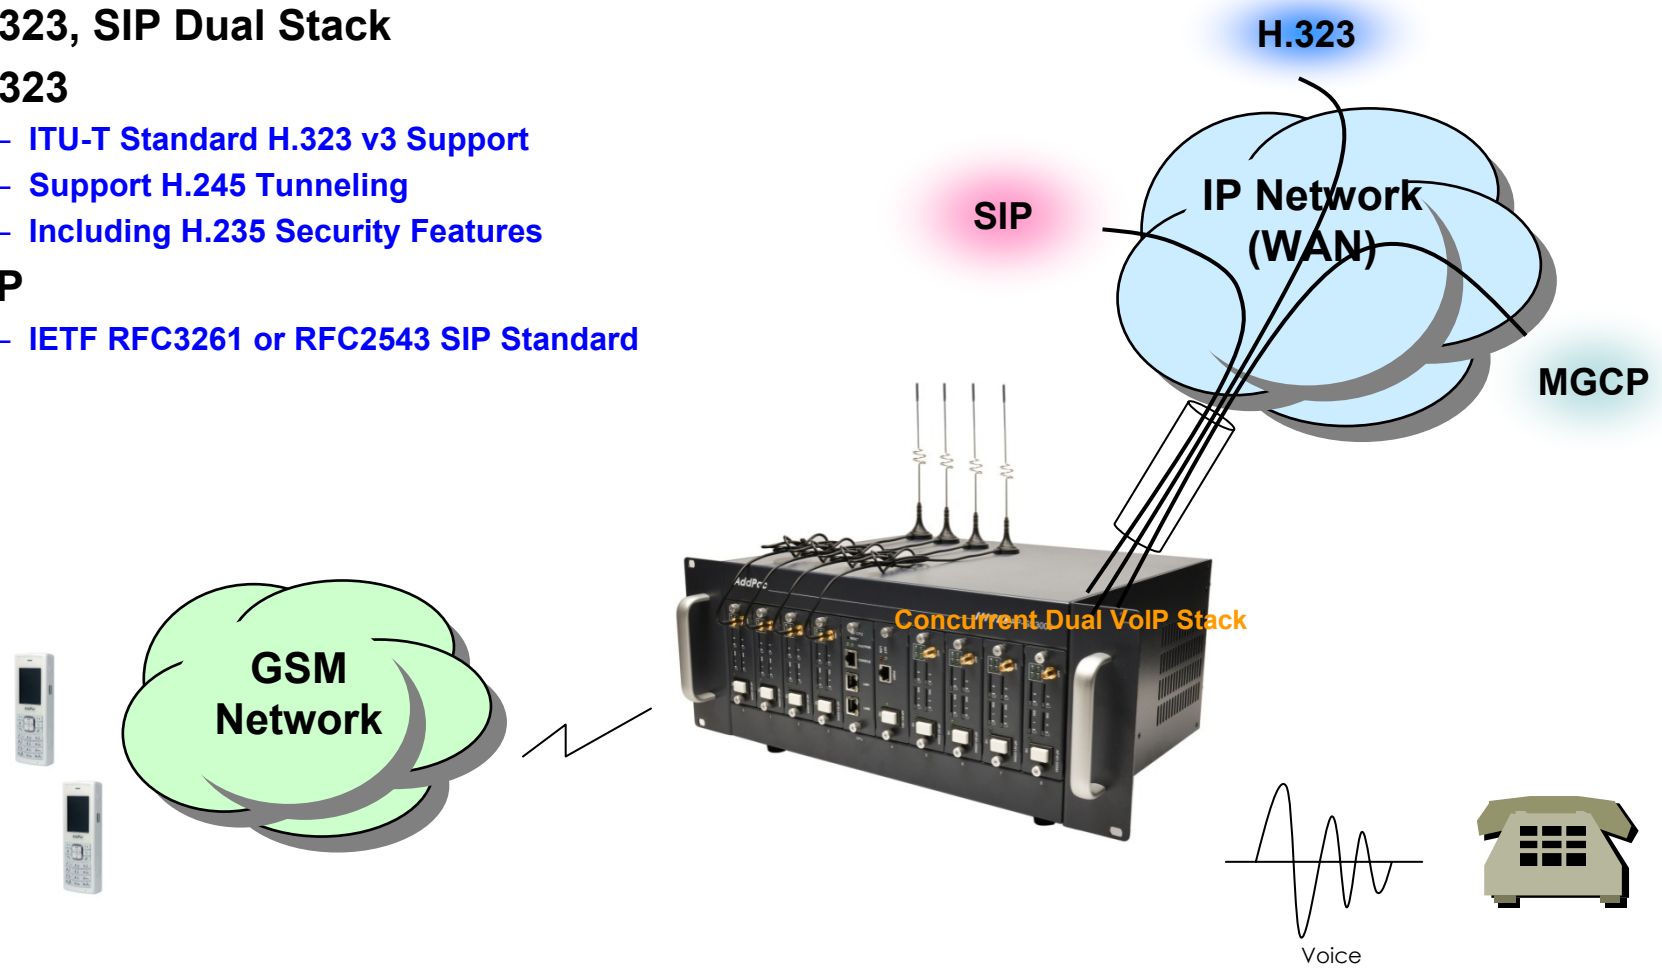 323, SIP Dual Stack
323
– ITU-T Standard H.323 v3 Support
– Support H.245 Tunneling
– Including H.235 Security Features
P
– IETF RFC3261 or RFC2543 SIP Standard
H.323
SIP
IP Network
(WAN)
MGCP
Concurrent Dual VoIP Stack
GSM
Network
Voice